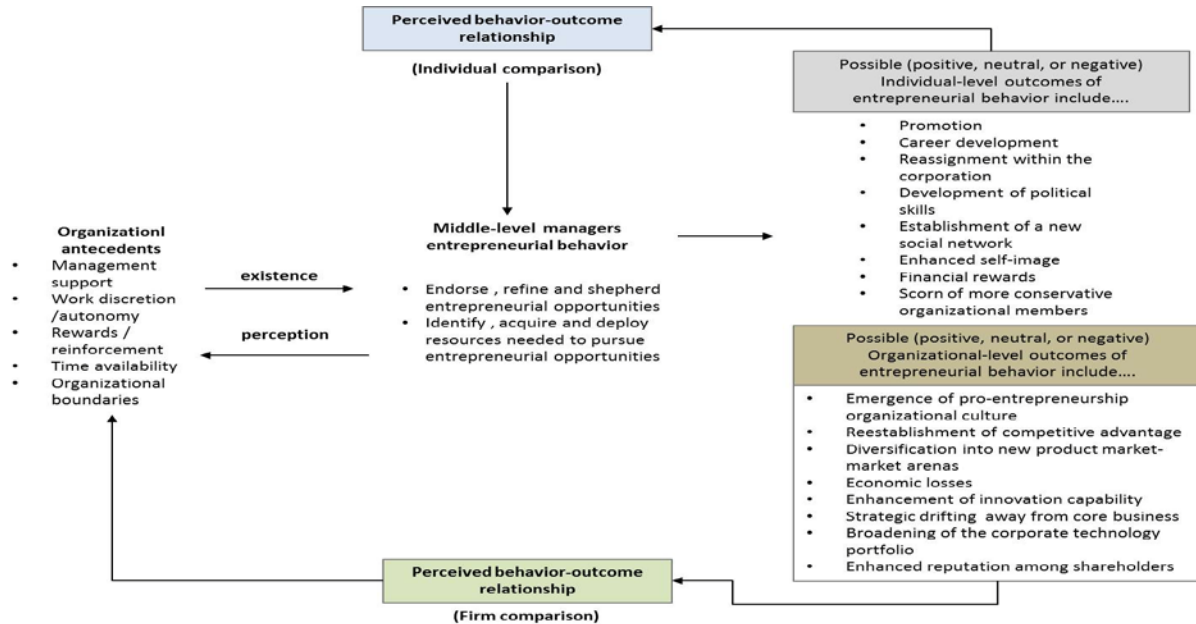 Perceived behavior-outcome
relationship
(Individual comparison)
Possible (positive, neutral, or negative)
Individual-level outcomes of
entrepreneurial behavior include....
• Promotion
• Career development
• Reassignment within the
corporation
• Development of political
skills
• Establishment of a new
social network
• Enhanced self-image
• Financial rewards
• Scorn of more conservative
organizational members
Organizationl
antecedents
• Management
support
• Work discretion
/autonomy
• Rewards /
reinforcement
• Time availability
• Organizational
boundaries
existence
perception
Middle-level managers
entrepreneurial behavior
• Endorse , refine and shepherd
entrepreneurial opportunities
• Identify , acquire and deploy
resources needed to pursue
entrepreneurial opportunities
Possible (positive, neutral, or negative)
Organizational-level outcomes of
entrepreneurial behavior include....
• Emergence of pro-entrepreneurship
organizational culture
• Reestablishment of competitive advantage
• Diversification into new product market-
market arenas
• Economic losses
• Enhancement of innovation capability
• Strategic drifting away from core business
• Broadening of the corporate technology
portfolio
• Enhanced reputation among shareholders
Perceived behavior-outcome
relationship
(Firm comparison)